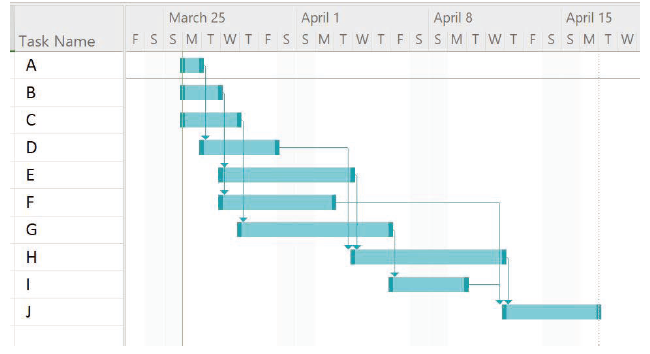 March 25 April 1 April 8 April 15
Task Name F S S M T W T F S S M T W T F S S M T W T F S S M T W
A
B
C
D
E
F
G
H
I
J